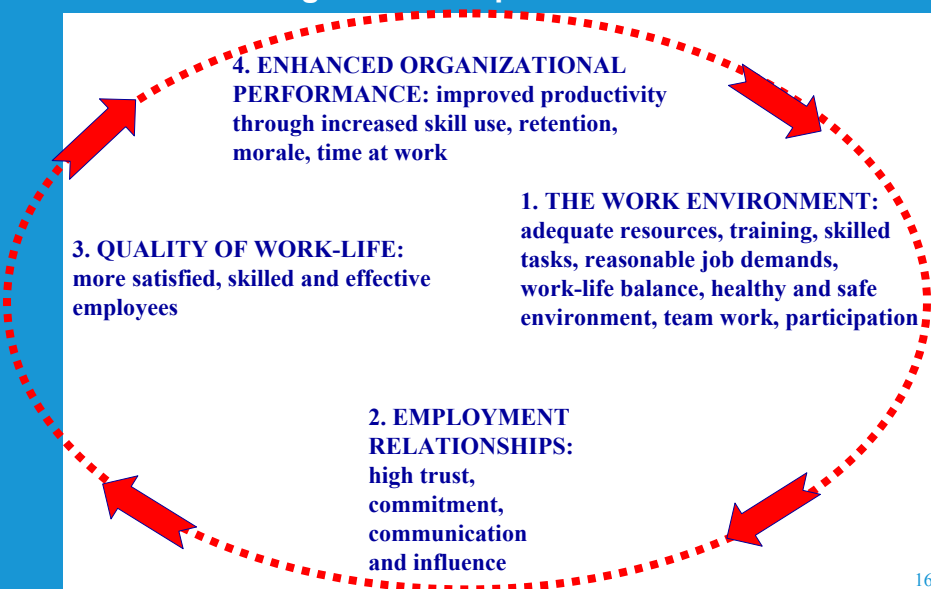 4. ENHANCED ORGANIZATIONAL
PERFORMANCE: improved productivity
through increased skill use, retention,
morale, time at work
1. THE WORK ENVIRONMENT:
adequate resources, training, skilled
tasks, reasonable job demands,
work-life balance, healthy and safe
environment, team work, participation
3. QUALITY OF WORK-LIFE:
more satisfied, skilled and effective
employees
2. EMPLOYMENT
RELATIONSHIPS:
high trust,
commitment,
communication
and influence
16